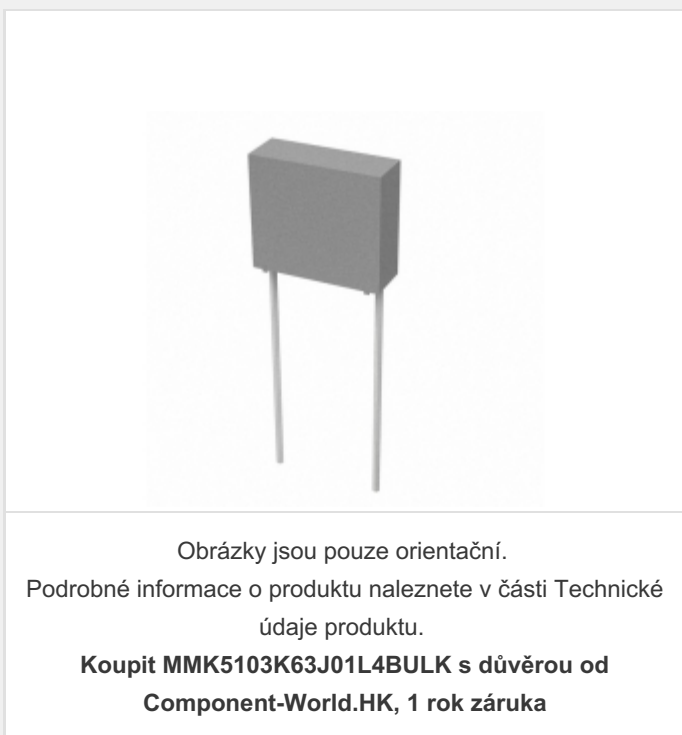 Obrázky jsou pouze orientační.
Podrobné informace o produktu naleznete v části Technické
údaje produktu.
Koupit MMK5103K63J01L4BULK s důvěrou od
Component-World.HK, 1 rok záruka